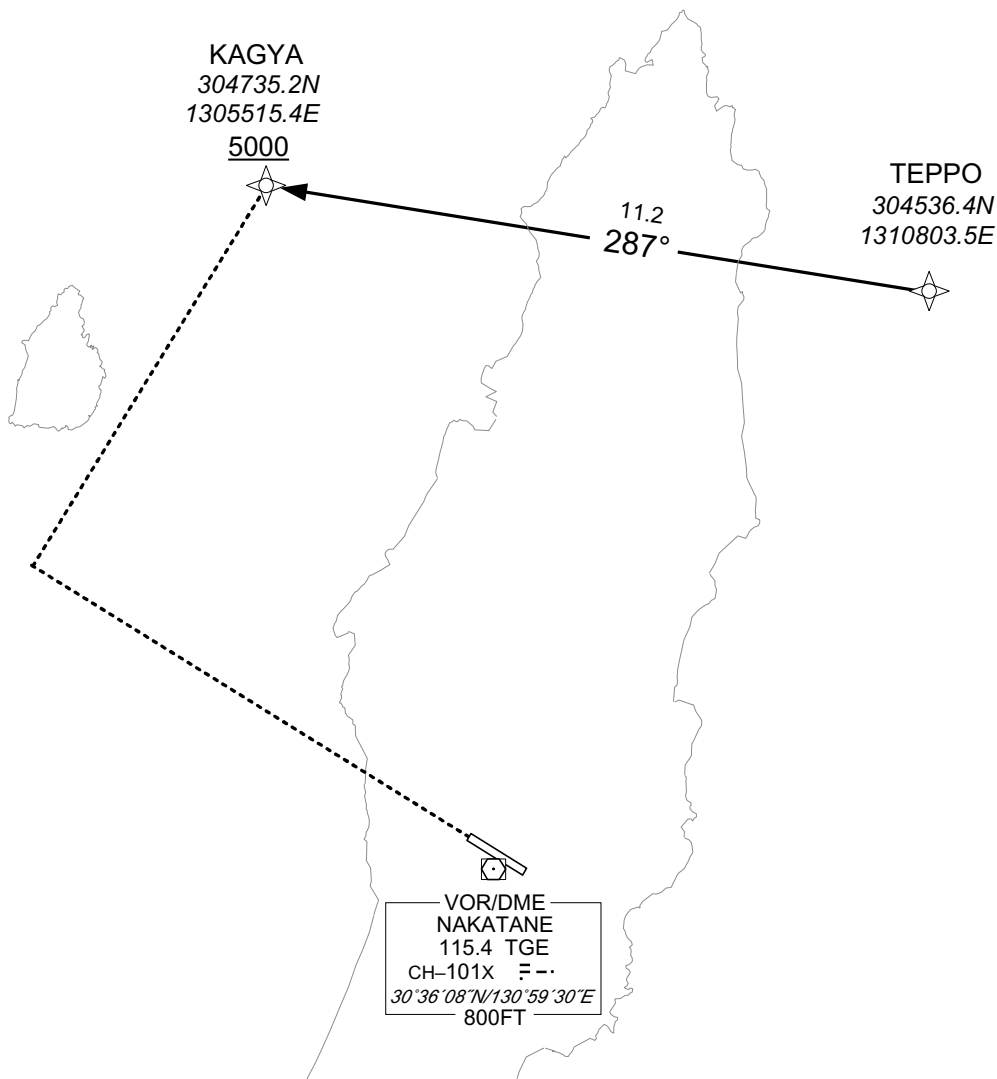 KAGYA
304735.2N
1305515.4E
5000
TEPPO
304536.4N
1310803.5E
11.2
287°
VOR/DME
NAKATANE
115.4 TGE
CH–101X
30°36´08˝N/130°59´30˝E
800FT